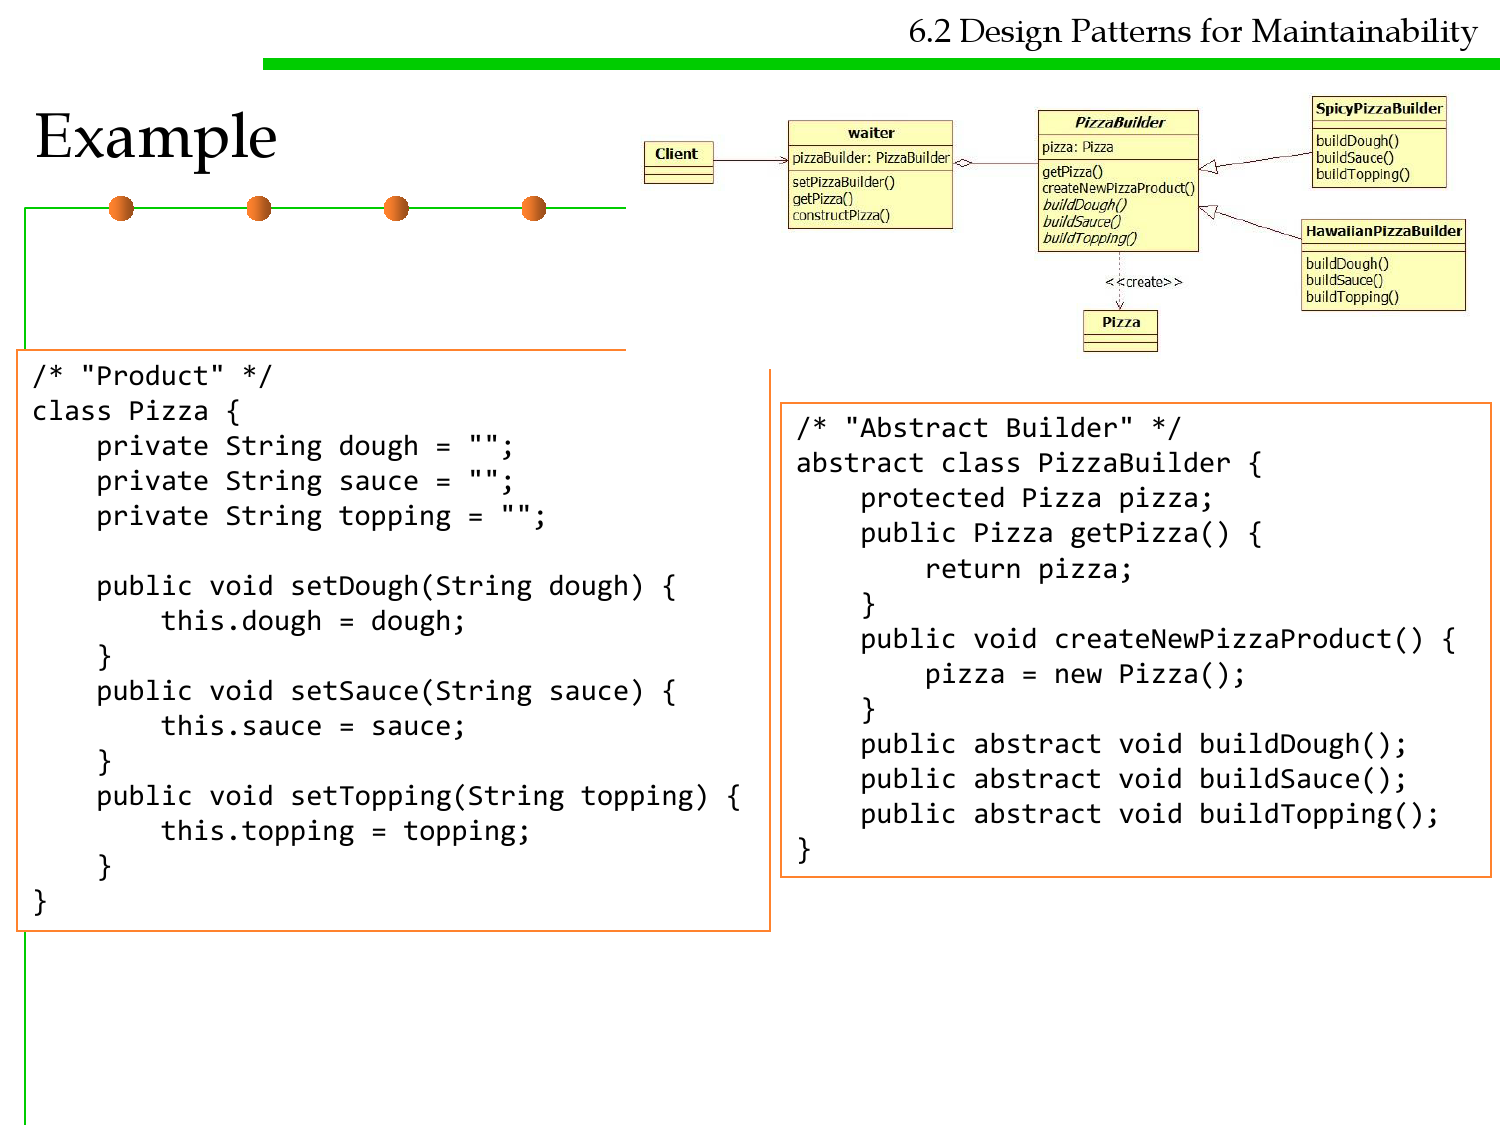 6.2 Design Patterns for Maintainability
Example
Client
waiter
pizzaBuilder: PizzaBuilder
setPizzaBuilder()
getPizza()
constructPizza()
PizzaBuilder
pizza: Pizza
getPizza()
createNewPizzaProduct()
buildDough()
buildSauce()
buildTopping()
<<create>>
Pizza
SpicyPizzaBuilder
buildDough()
buildSauce()
buildTopping()
HawaiianPizzaBuilder
buildDough()
buildSauce()
buildTopping()
/* "Product" */
class Pizza {
    private String dough = "";
    private String sauce = "";
    private String topping = "";

    public void setDough(String dough) {
        this.dough = dough;
    }
    public void setSauce(String sauce) {
        this.sauce = sauce;
    }
    public void setTopping(String topping) {
        this.topping = topping;
    }
}
/* "Abstract Builder" */
abstract class PizzaBuilder {
    protected Pizza pizza;
    public Pizza getPizza() {
        return pizza;
    }
    public void createNewPizzaProduct() {
        pizza = new Pizza();
    }
    public abstract void buildDough();
    public abstract void buildSauce();
    public abstract void buildTopping();
}